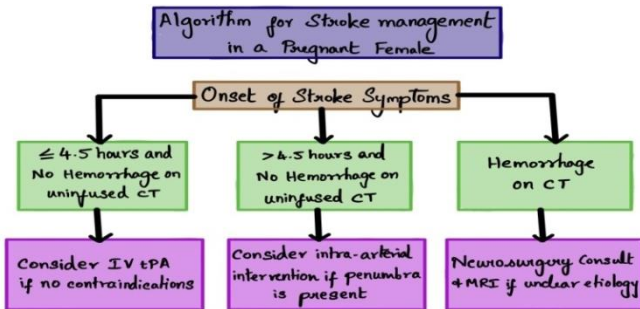 Algorithm for Stroke management
in a Pregnant Female
Onset of Stroke Symptoms
≤ 4.5 hours and
No Hemorrhage on
uninfused CT
>4.5 hours and
No Hemorrhage on
uninfused CT
Hemorrhage
on CT
Consider IV tPA
if no contraindications
Consider intra-arterial
intervention if penumbra
is present
Neurosurgery Consult
& MRI if unclear etiology